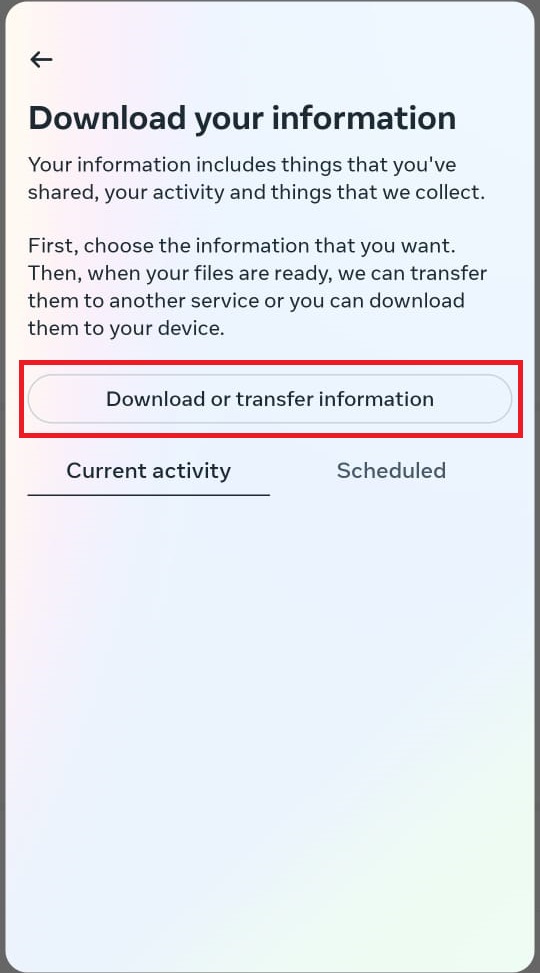 Download your information
Your information includes things that you've
shared, your activity and things that we collect.
First, choose the information that you want.
Then, when your files are ready, we can transfer
them to another service or you can download
them to your device.
Download or transfer information
Current activity
Scheduled